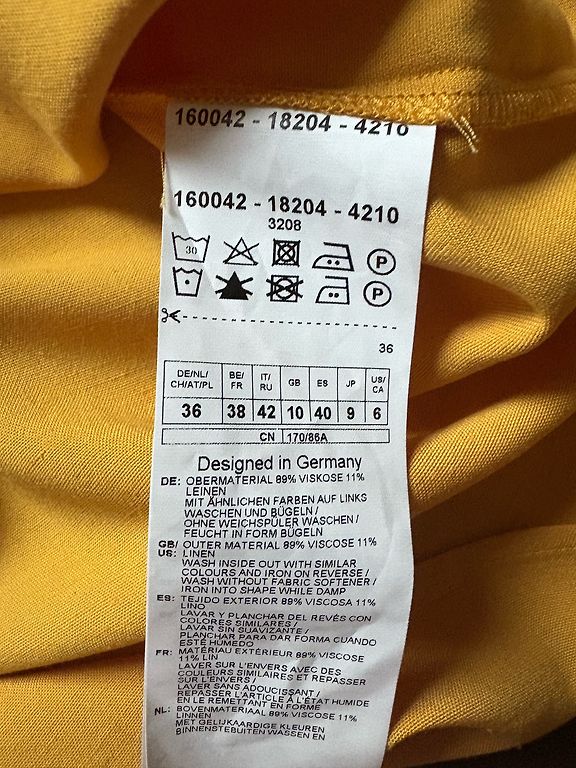 160042 - 18204 - 4210
160042 - 18204 - 4210
3208
30
P
P
36
DE/NL/ CH/AT/PL BE/ FR IT/ RU GB ES JP US/ CA
36 38 42 10 40 9 6
CN 170/86A
Designed in Germany
DE: OBERMATERIAL 89% VISKOSE 11%
LEINEN
MIT ÄHNLICHEN FARBEN AUF LINKS
WASCHEN UND BÜGELN /
OHNE WEICHSPÜLER WASCHEN /
FEUCHT IN FORM BÜGELN
GB/ OUTER MATERIAL 89% VISCOSE 11%
US: LINEN
WASH INSIDE OUT WITH SIMILAR
COLOURS AND IRON ON REVERSE /
WASH WITHOUT FABRIC SOFTENER /
IRON INTO SHAPE WHILE DAMP
ES: TEJIDO EXTERIOR 89% VISCOSA 11%
LINO
LAVAR Y PLANCHAR DEL REVÉS CON
COLORES SIMILARES /
LAVAR SIN SUAVIZANTE /
PLANCHAR PARA DAR FORMA CUANDO
ESTÉ HÚMEDO
FR: MATÉRIAU EXTÉRIEUR 89% VISCOSE
11% LIN
LAVER SUR L'ENVERS AVEC DES
COULEURS SIMILAIRES ET REPASSER
SUR L'ENVERS /
LAVER SANS ADOUCISSANT /
REPASSER L'ARTICLE À L'ÉTAT HUMIDE
EN LE REMETTANT EN FORME
NL: BOVENMATERIAAL 89% VISCOSE 11%
LINNEN
MET GELIJKAARDIGE KLEUREN
BINNENSTEBUITEN WASSEN EN